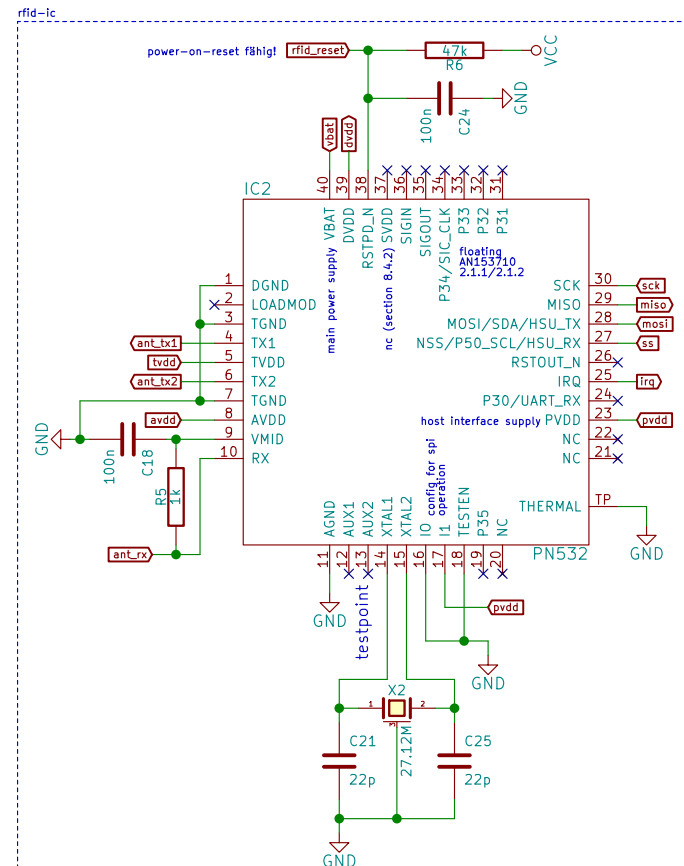 rfid-ic
power-on-reset fähig!
rfid_reset
47k
R6
VCC
100n
C24
GND
vbat
dvdd
IC2
40
39
38
37
36
35
34
33
32
31
VBAT
DVDD
RSTPD_N
SVDD
SIGIN
SIGOUT
P34/SIC_CLK
P33
P32
P31
main power supply
nc (section 8.4.2)
floating
AN153710
2.1.1/2.1.2
1 DGND
2 LOADMOD
3 TGND
ant_tx1 4 TX1
tvdd 5 TVDD
ant_tx2 6 TX2
7 TGND
avdd 8 AVDD
9 VMID
10 RX
GND
100n
C18
R5
1k
ant_rx
SCK 30 sck
MISO 29 miso
MOSI/SDA/HSU_TX 28 mosi
NSS/P50_SCL/HSU_RX 27 ss
RSTOUT_N 26
IRQ 25 irq
P30/UART_RX 24
host interface supply PVDD 23 pvdd
NC 22
NC 21
THERMAL TP
GND
config for spi
operation
AGND
AUX1
AUX2
XTAL1
XTAL2
I0
I1
TESTEN
P35
NC
PN532
11
12
13
14
15
16
17
18
19
20
GND
testpoint
pvdd
GND
X2
1
2
3
27.12M
C21
22p
C25
22p
GND